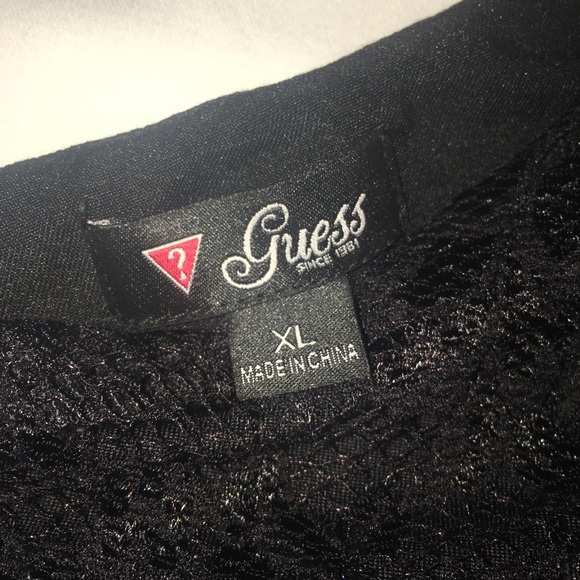 ?
Guess
SINCE 1981
XL
MADE IN CHINA